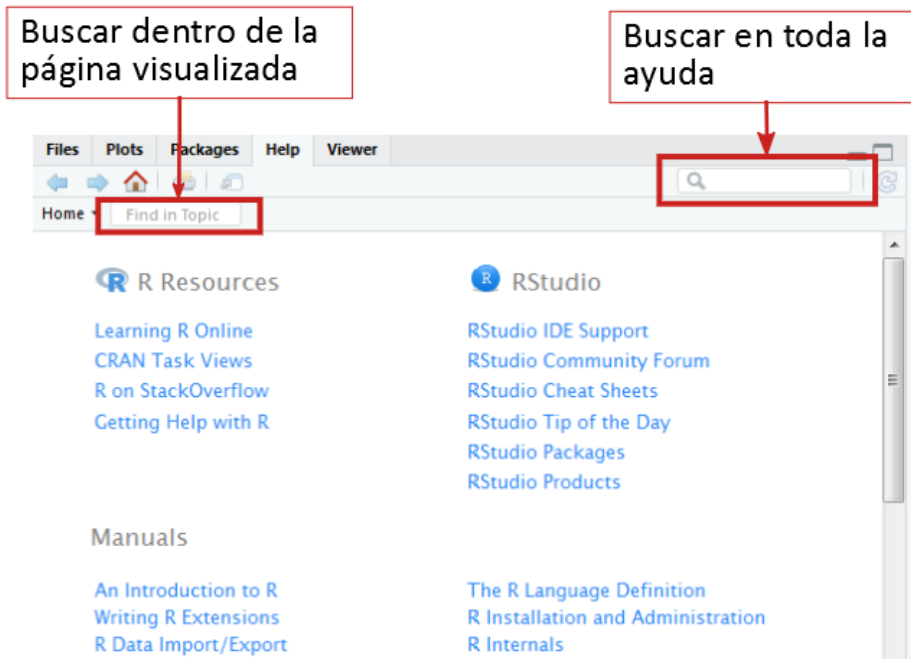 Buscar dentro de la
página visualizada
Buscar en toda la
ayuda
Files Plots Packages Help Viewer
Home Find in Topic
R R Resources
Learning R Online
CRAN Task Views
R on StackOverflow
Getting Help with R
R RStudio
RStudio IDE Support
RStudio Community Forum
RStudio Cheat Sheets
RStudio Tip of the Day
RStudio Packages
RStudio Products
Manuals
An Introduction to R
Writing R Extensions
R Data Import/Export
The R Language Definition
R Installation and Administration
R Internals